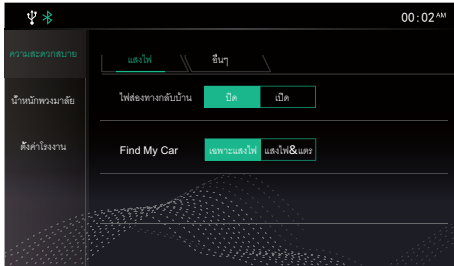 00:02 AM
ความสะดวกสบาย
แสงไฟ อื่นๆ
ไฟส่องทางกลับบ้าน ปิด เปิด
น้ำหนักพวงมาลัย
ตั้งค่าโรงงาน
Find My Car เฉพาะแสงไฟ แสงไฟ&แตร